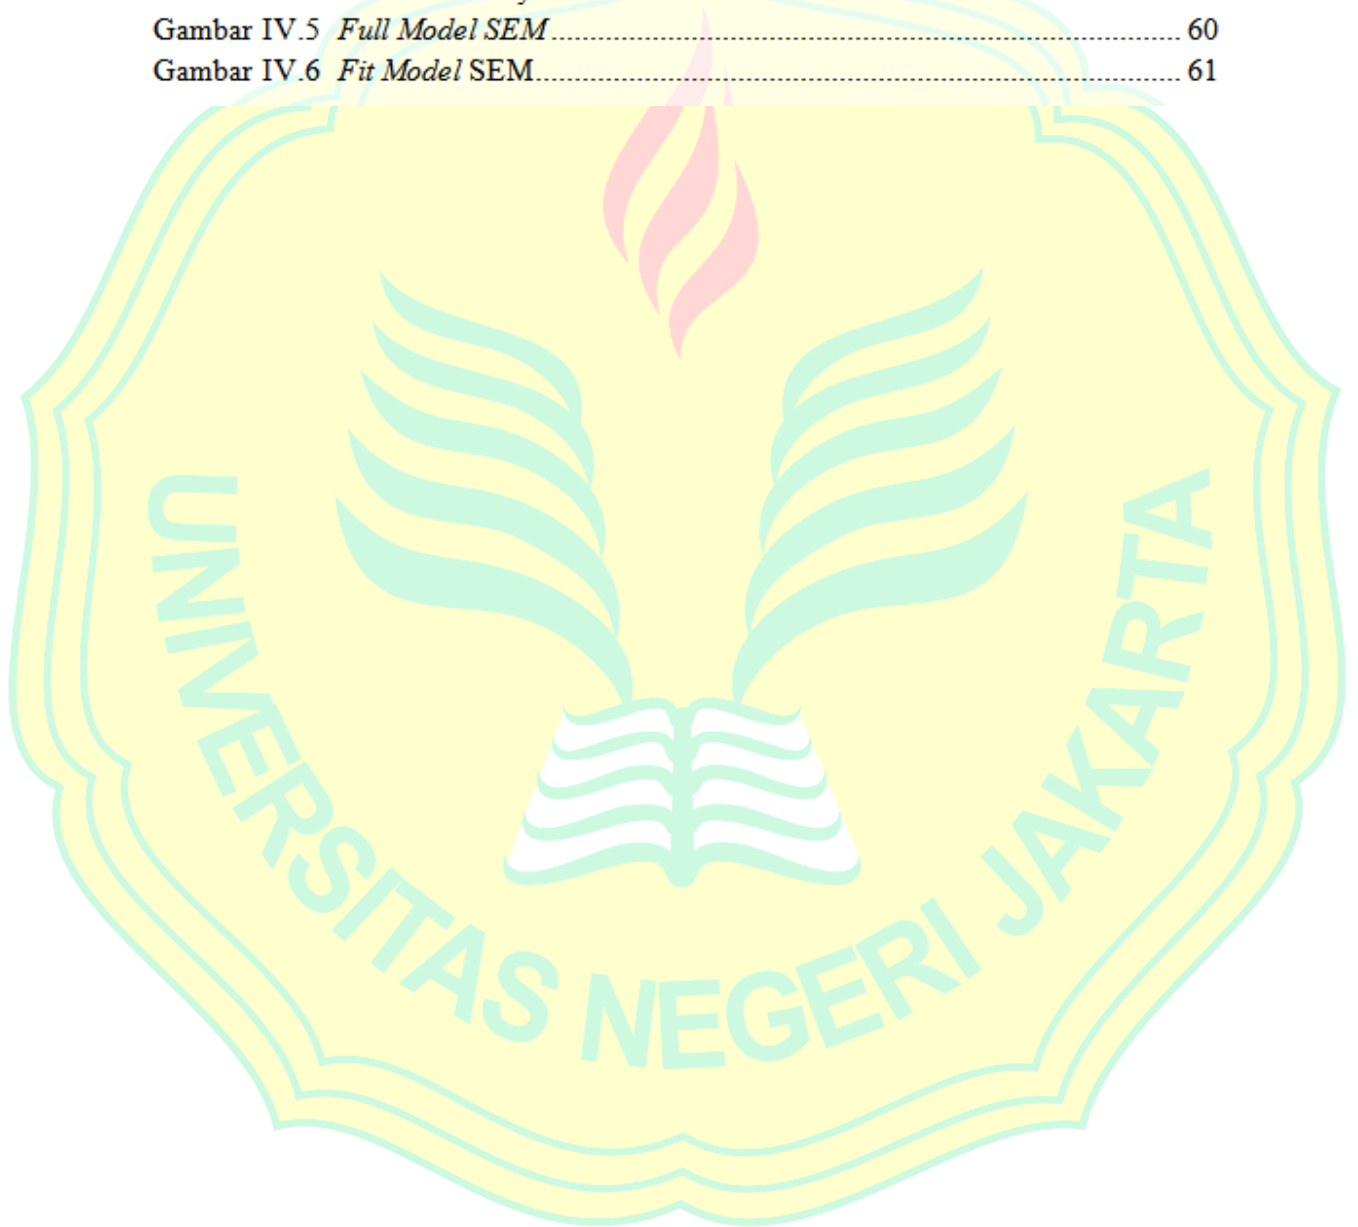 Gambar IV.5 Full Model SEM 60
Gambar IV.6 Fit Model SEM 61
UNIVERSITAS NEGERI JAKARTA